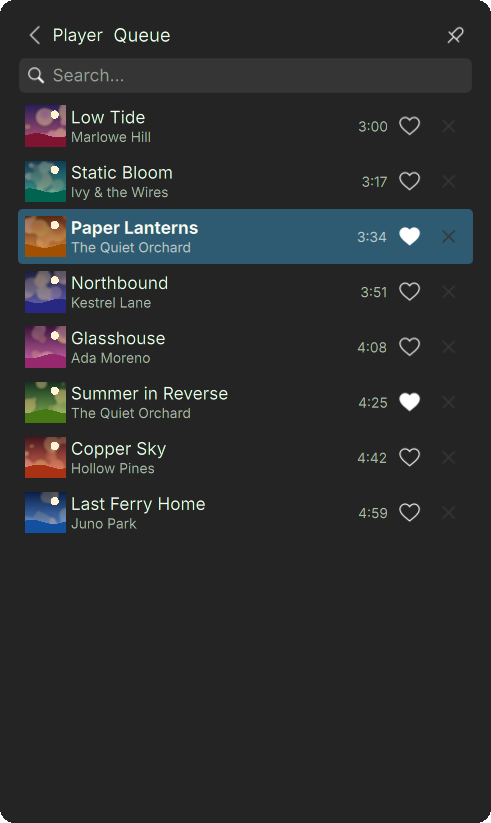 Player Queue
Search...
Low Tide
Marlowe Hill
3:00
Static Bloom
Ivy & the Wires
3:17
Paper Lanterns
The Quiet Orchard
3:34
Northbound
Kestrel Lane
3:51
Glasshouse
Ada Moreno
4:08
Summer in Reverse
The Quiet Orchard
4:25
Copper Sky
Hollow Pines
4:42
Last Ferry Home
Juno Park
4:59